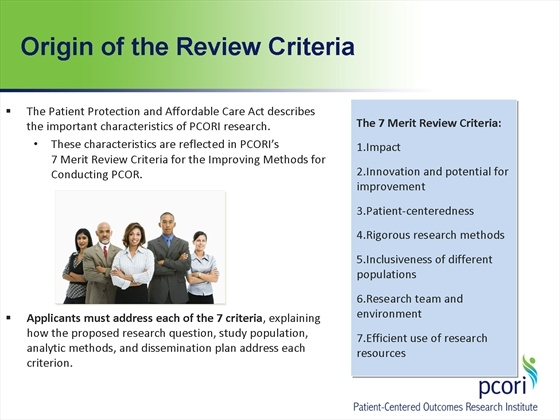 Origin of the Review Criteria
▪ The Patient Protection and Affordable Care Act describes
the important characteristics of PCORI research.
• These characteristics are reflected in PCORI’s
7 Merit Review Criteria for the Improving Methods for
Conducting PCOR.
▪ Applicants must address each of the 7 criteria, explaining
how the proposed research question, study population,
analytic methods, and dissemination plan address each
criterion.
The 7 Merit Review Criteria:
1.Impact
2.Innovation and potential for
improvement
3.Patient-centeredness
4.Rigorous research methods
5.Inclusiveness of different
populations
6.Research team and
environment
7.Efficient use of research
resources
pcori
Patient-Centered Outcomes Research Institute